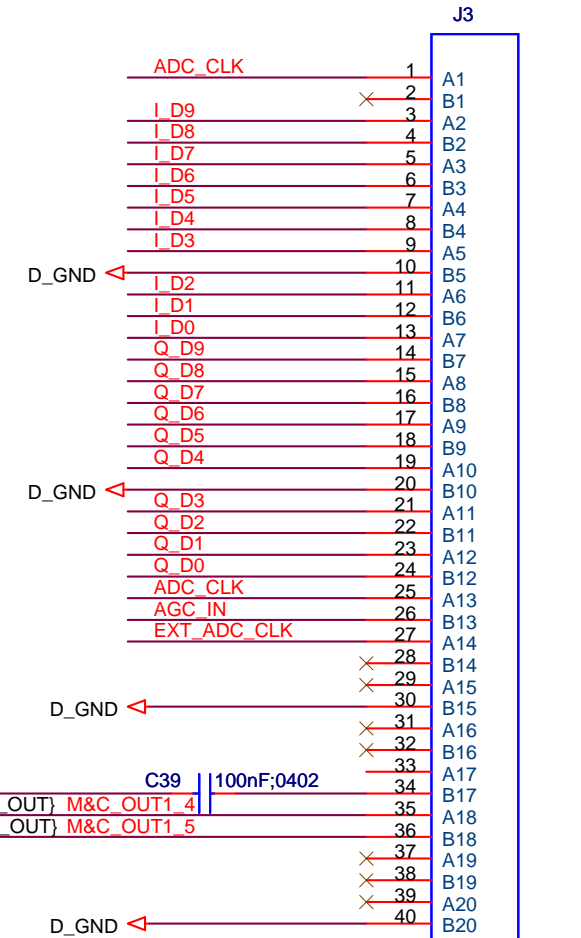 J3
ADC_CLK 1 A1
2 B1
I_D9 3 A2
I_D8 4 B2
I_D7 5 A3
I_D6 6 B3
I_D5 7 A4
I_D4 8 B4
I_D3 9 A5
D_GND 10 B5
I_D2 11 A6
I_D1 12 B6
I_D0 13 A7
Q_D9 14 B7
Q_D8 15 A8
Q_D7 16 B8
Q_D6 17 A9
Q_D5 18 B9
Q_D4 19 A10
D_GND 20 B10
Q_D3 21 A11
Q_D2 22 B11
Q_D1 23 A12
Q_D0 24 B12
ADC_CLK 25 A13
AGC_IN 26 B13
EXT_ADC_CLK 27 A14
28 B14
29 A15
D_GND 30 B15
31 A16
32 B16
33 A17
C39 100nF;0402 34 B17
_OUT} M&C_OUT1_4 35 A18
_OUT} M&C_OUT1_5 36 B18
37 A19
38 B19
39 A20
D_GND 40 B20